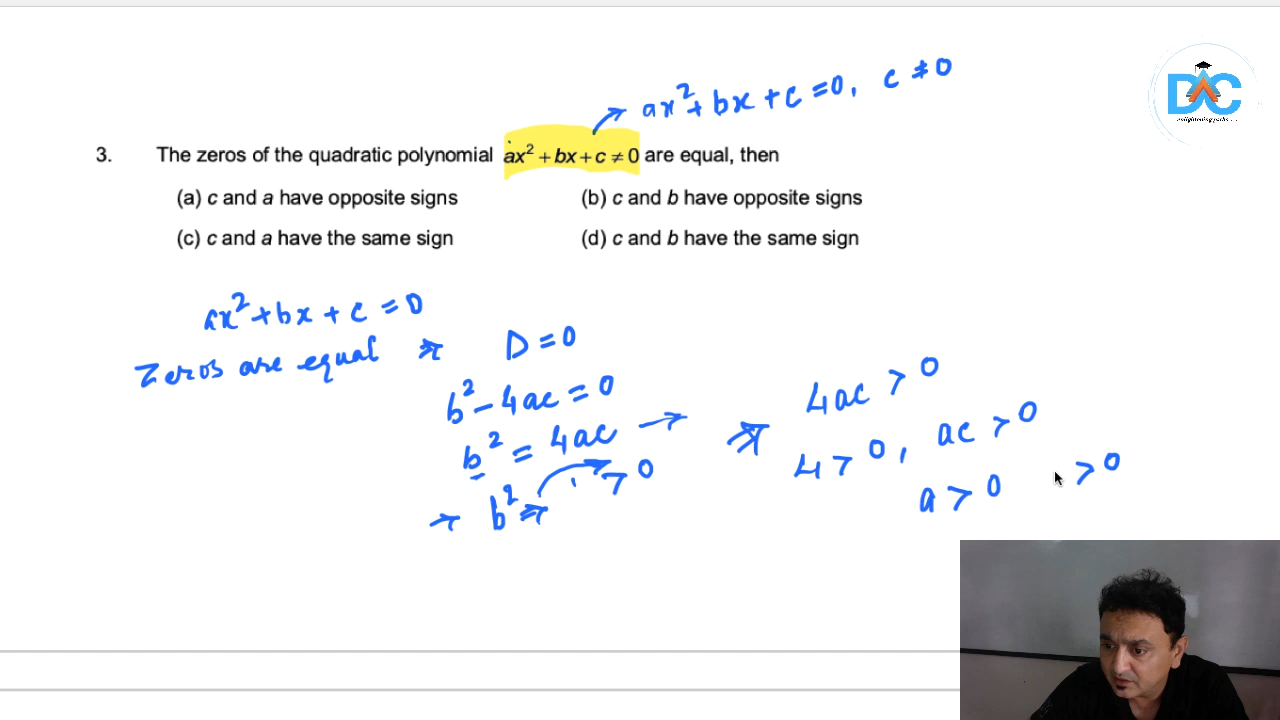 ax² + bx + c = 0, c ≠ 0
DAC
3. The zeros of the quadratic polynomial ax² + bx + c ≠ 0 are equal, then
(a) c and a have opposite signs (b) c and b have opposite signs
(c) c and a have the same sign (d) c and b have the same sign
ax² + bx + c = 0
Zeros are equal ⇒ D = 0
b² - 4ac = 0
b² = 4ac → ⇒ 4ac > 0
→ b² ⇒ > 0 4 > 0, ac > 0
a > 0 > 0